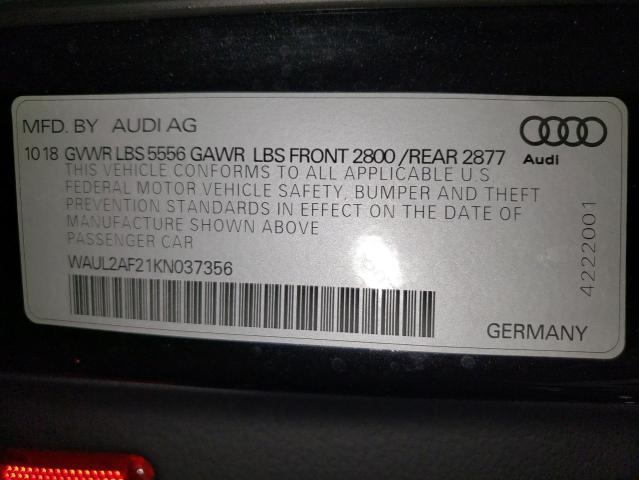 MFD. BY AUDI AG
10 18 GVWR LBS 5556 GAWR LBS FRONT 2800 /REAR 2877
THIS VEHICLE CONFORMS TO ALL APPLICABLE U S
FEDERAL MOTOR VEHICLE SAFETY, BUMPER AND THEFT
PREVENTION STANDARDS IN EFFECT ON THE DATE OF
MANUFACTURE SHOWN ABOVE
PASSENGER CAR
WAUL2AF21KN037356
Audi
4222001
GERMANY